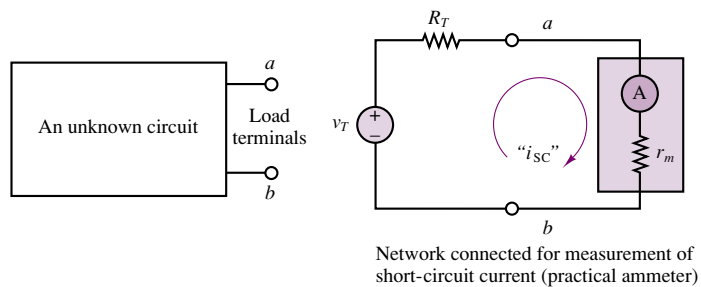 An unknown circuit
a
Load
terminals
b
R_T
a
v_T
+
−
"i_SC"
A
r_m
b
Network connected for measurement of
short-circuit current (practical ammeter)